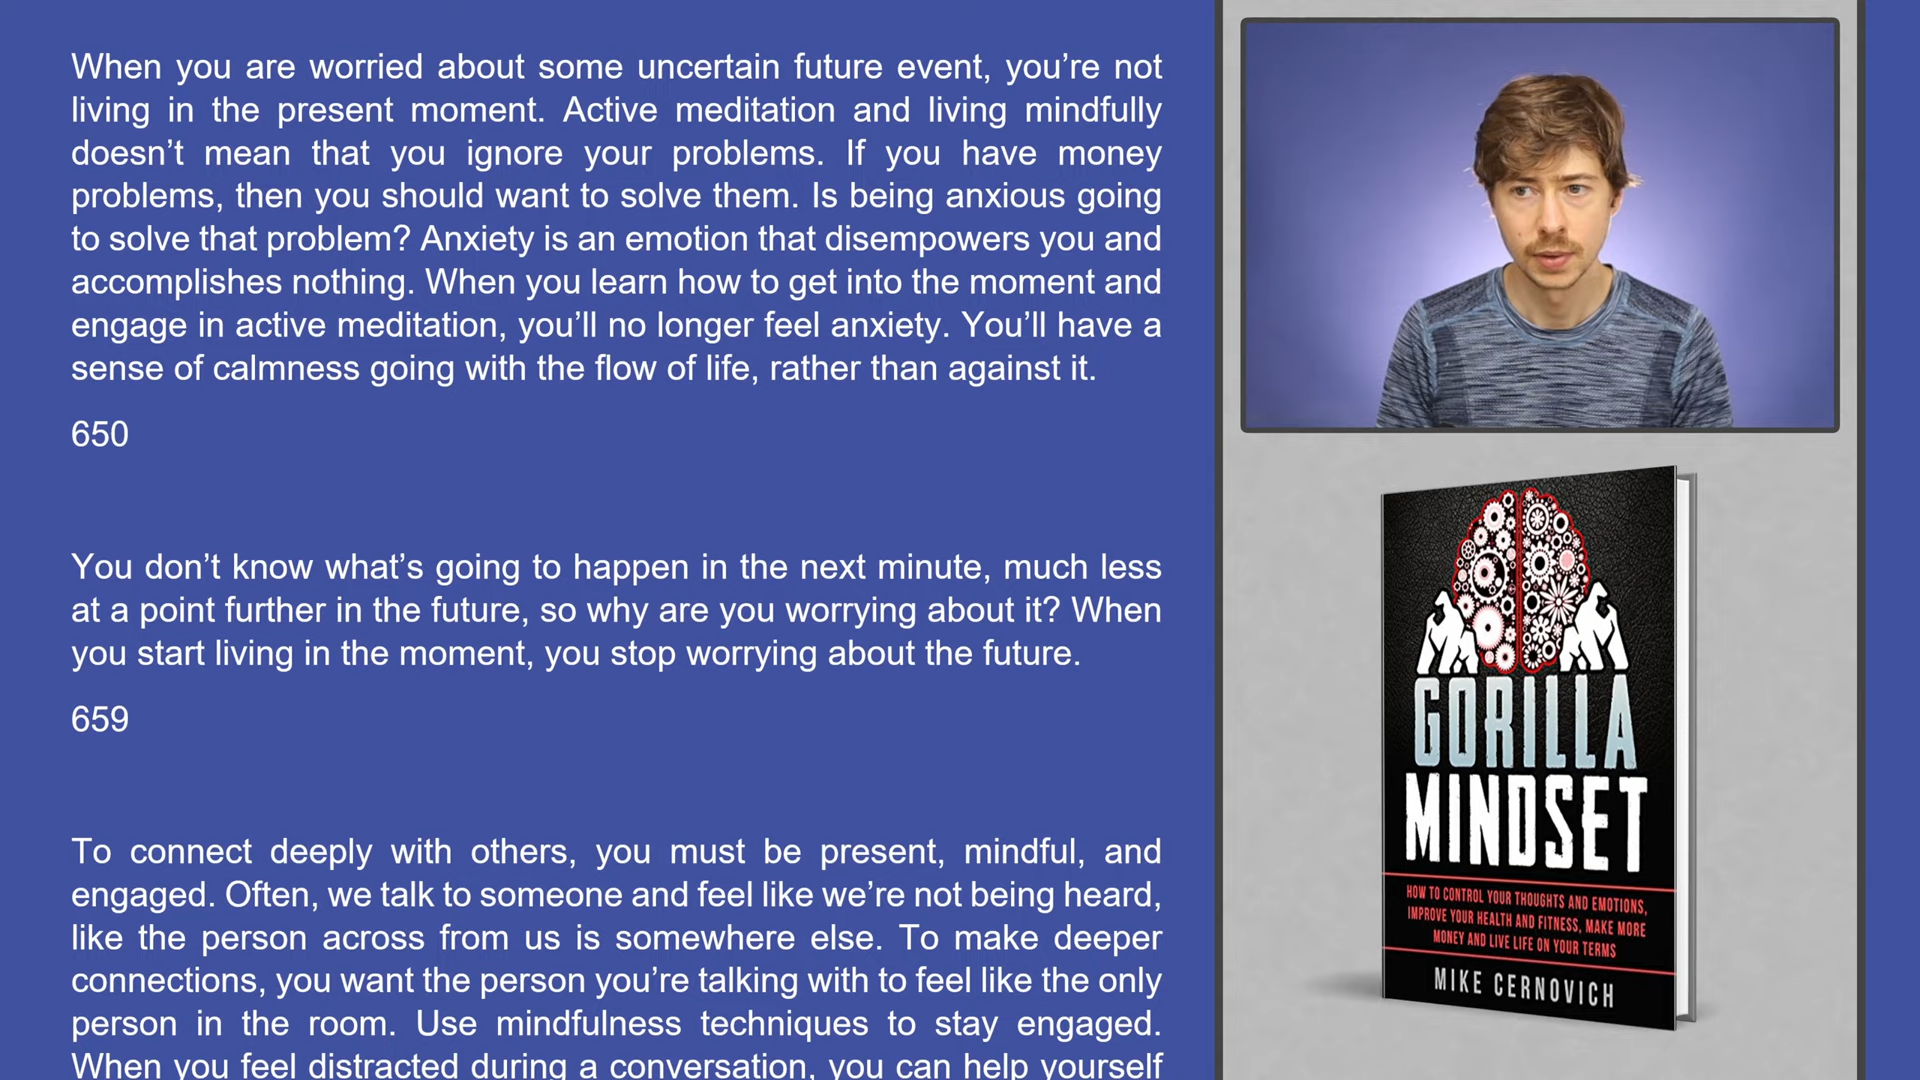 When you are worried about some uncertain future event, you’re not
living in the present moment. Active meditation and living mindfully
doesn’t mean that you ignore your problems. If you have money
problems, then you should want to solve them. Is being anxious going
to solve that problem? Anxiety is an emotion that disempowers you and
accomplishes nothing. When you learn how to get into the moment and
engage in active meditation, you’ll no longer feel anxiety. You’ll have a
sense of calmness going with the flow of life, rather than against it.
650
You don’t know what’s going to happen in the next minute, much less
at a point further in the future, so why are you worrying about it? When
you start living in the moment, you stop worrying about the future.
659
To connect deeply with others, you must be present, mindful, and
engaged. Often, we talk to someone and feel like we’re not being heard,
like the person across from us is somewhere else. To make deeper
connections, you want the person you’re talking with to feel like the only
person in the room. Use mindfulness techniques to stay engaged.
When you feel distracted during a conversation, you can help yourself
GORILLA
MINDSET
HOW TO CONTROL YOUR THOUGHTS AND EMOTIONS,
IMPROVE YOUR HEALTH AND FITNESS, MAKE MORE
MONEY AND LIVE LIFE ON YOUR TERMS
MIKE CERNOVICH